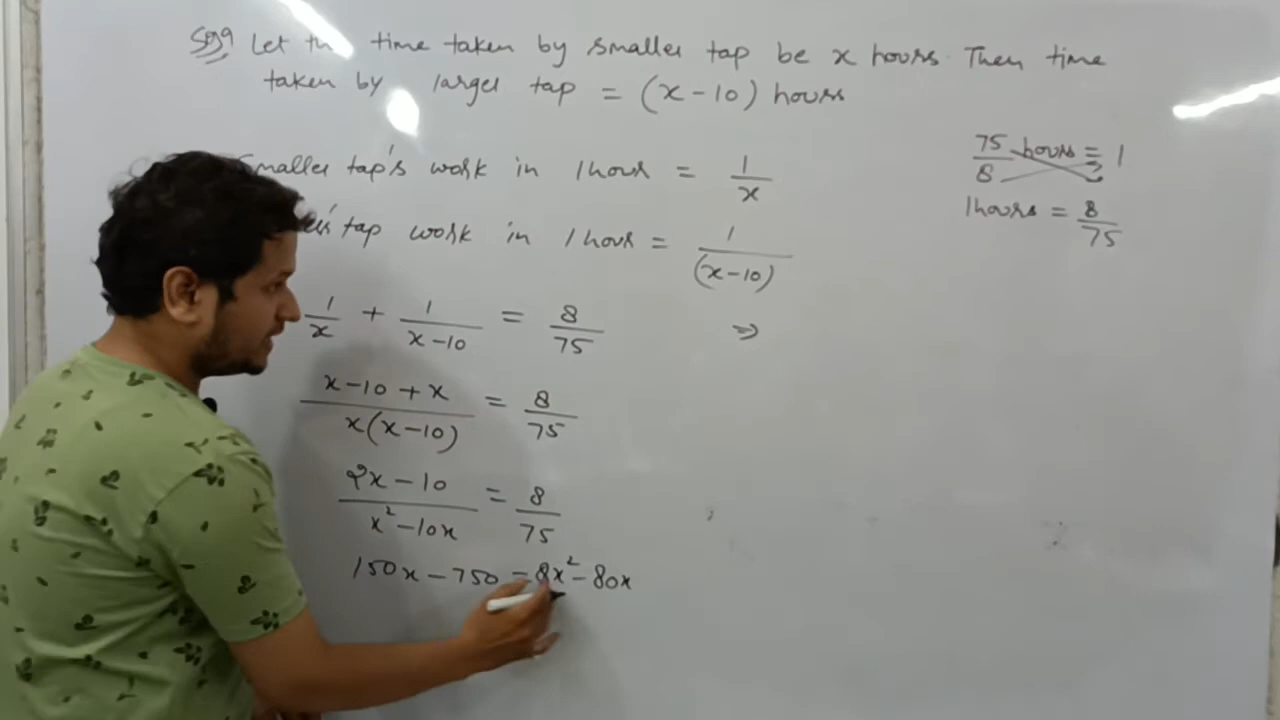 Let the time taken by smaller tap be x hours. Then time
taken by larger tap = (x-10) hours
Smaller tap's work in 1 hour = 1/x
tap work in 1 hour = 1/(x-10)
1/x + 1/(x-10) = 8/75 ⇒
(x-10+x)/(x(x-10)) = 8/75
(2x-10)/(x²-10x) = 8/75
150x - 750 = 8x² - 80x
75/8 hours = 1
1 hours = 8/75